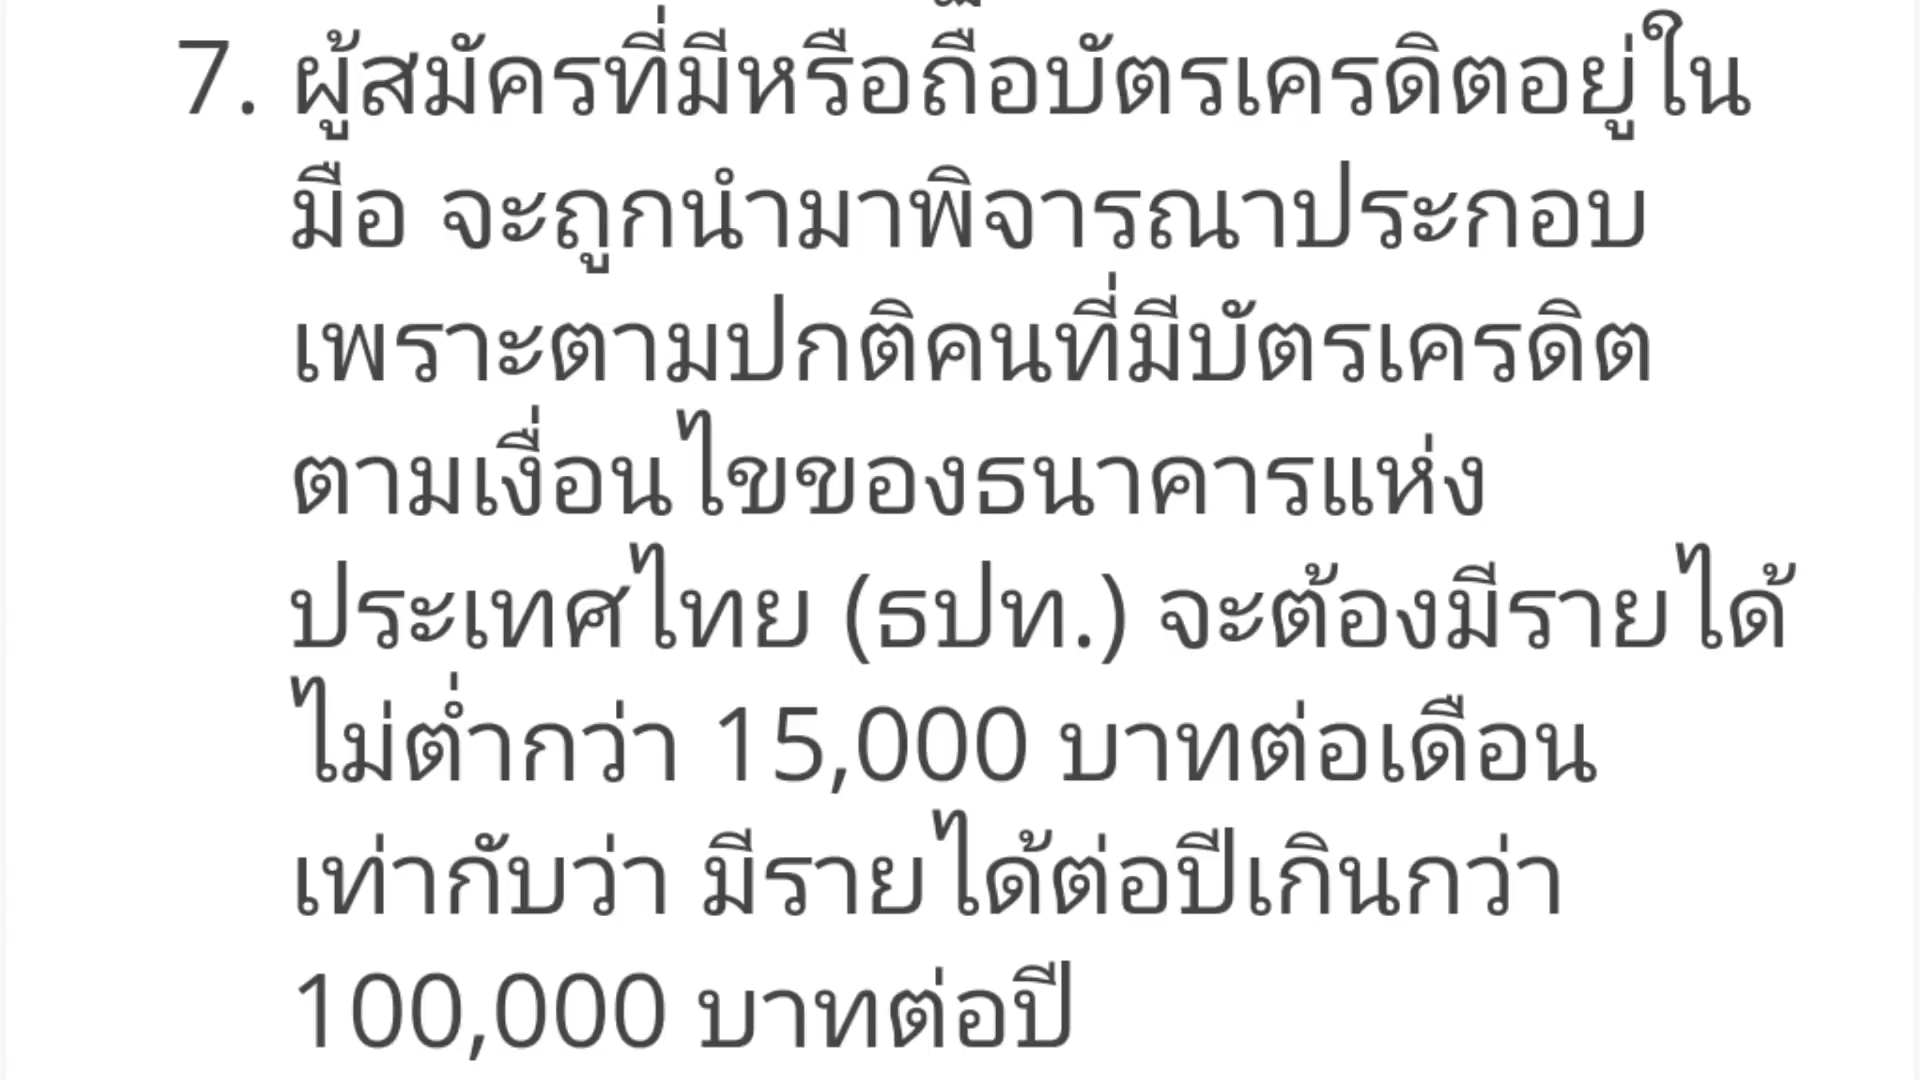 7. ผู้สมัครที่มีหรือถือบัตรเครดิตอยู่ใน
มือ จะถูกนำมาพิจารณาประกอบ
เพราะตามปกติคนที่มีบัตรเครดิต
ตามเงื่อนไขของธนาคารแห่ง
ประเทศไทย (ธปท.) จะต้องมีรายได้
ไม่ต่ำกว่า 15,000 บาทต่อเดือน
เท่ากับว่า มีรายได้ต่อปีเกินกว่า
100,000 บาทต่อปี